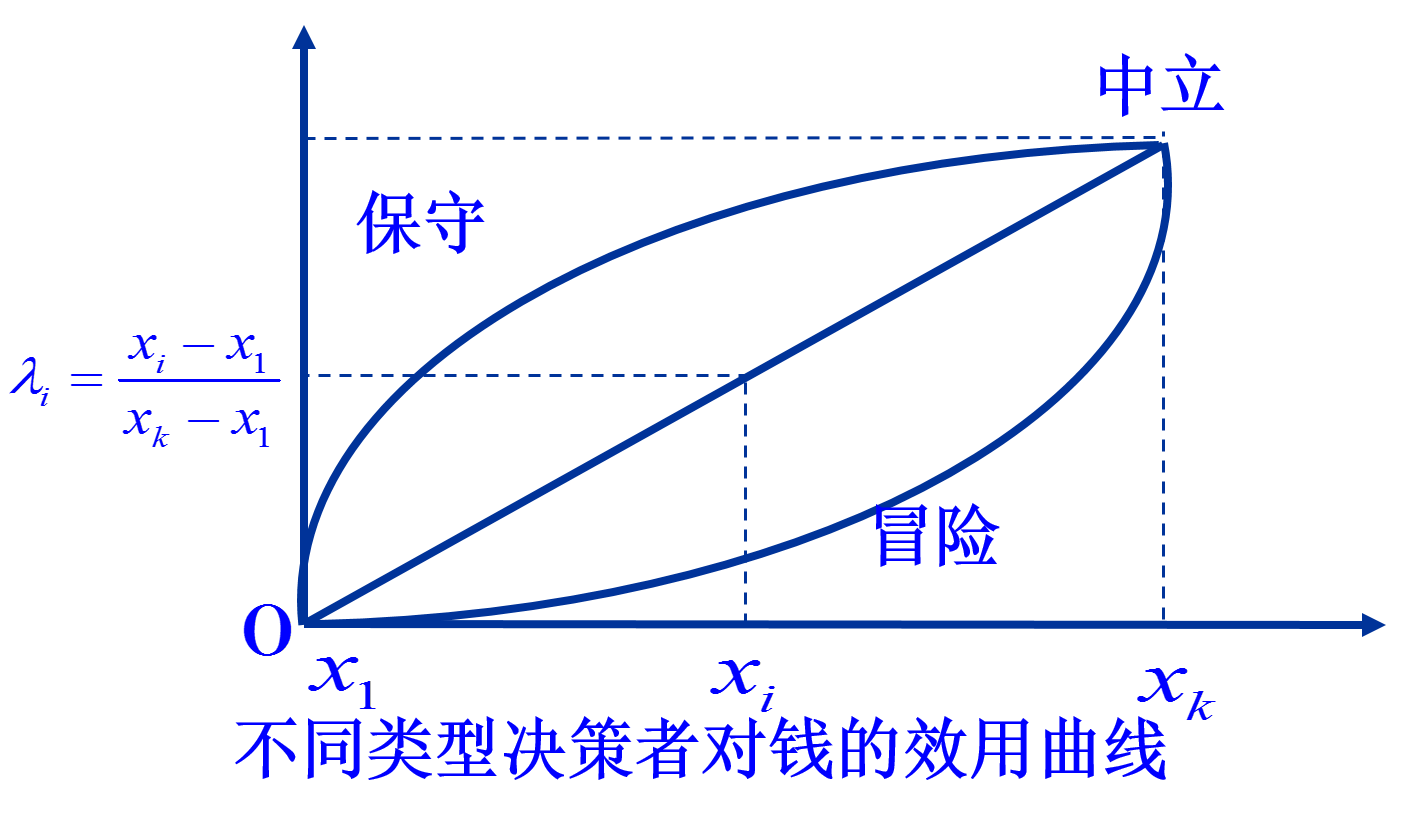 中立
保守
λ_i = (x_i − x_1) / (x_k − x_1)
冒险
O
x_1 x_i x_k
不同类型决策者对钱的效用曲线